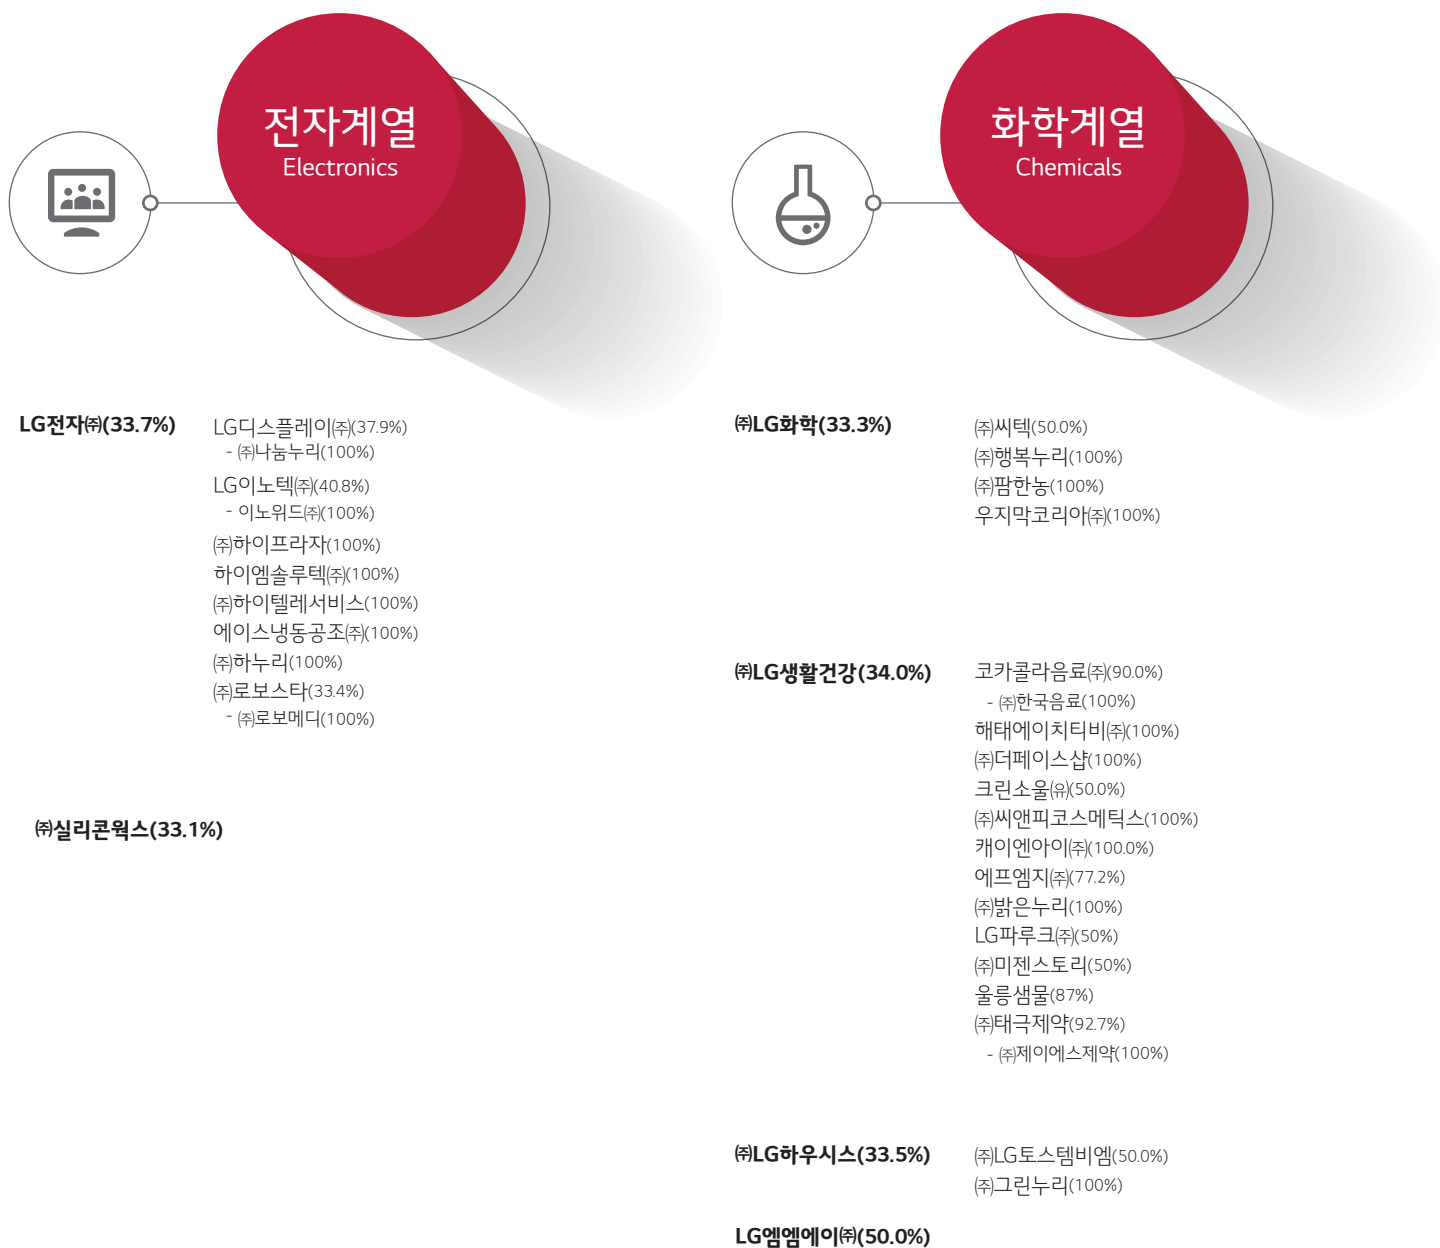 전자계열
Electronics
LG전자㈜(33.7%)
LG디스플레이㈜(37.9%)
- ㈜나눔누리(100%)
LG이노텍㈜(40.8%)
- 이노위드㈜(100%)
㈜하이프라자(100%)
하이엠솔루텍㈜(100%)
㈜하이텔레서비스(100%)
에이스냉동공조㈜(100%)
㈜하누리(100%)
㈜로보스타(33.4%)
- ㈜로보메디(100%)
㈜실리콘웍스(33.1%)
화학계열
Chemicals
㈜LG화학(33.3%)
㈜씨텍(50.0%)
㈜행복누리(100%)
㈜팜한농(100%)
우지막코리아㈜(100%)
㈜LG생활건강(34.0%)
코카콜라음료㈜(90.0%)
- ㈜한국음료(100%)
해태에이치티비㈜(100%)
㈜더페이스샵(100%)
크린소울㈲(50.0%)
㈜씨앤피코스메틱스(100%)
캐이엔아이㈜(100.0%)
에프엠지㈜(77.2%)
㈜밝은누리(100%)
LG파루크㈜(50%)
㈜미젠스토리(50%)
울릉샘물(87%)
㈜태극제약(92.7%)
- ㈜제이에스제약(100%)
㈜LG하우시스(33.5%)
㈜LG토스템비엠(50.0%)
㈜그린누리(100%)
LG엠엠에이㈜(50.0%)